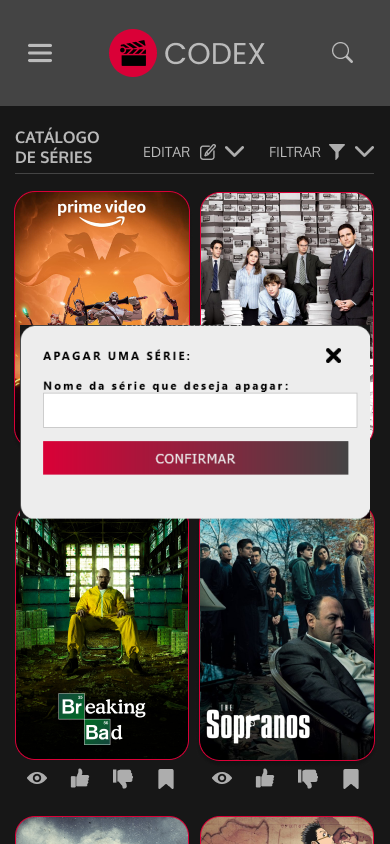 CODEX
CATÁLOGO
DE SÉRIES
EDITAR
FILTRAR
prime video
APAGAR UMA SÉRIE:
Nome da série que deseja apagar:
CONFIRMAR
Breaking
Bad
THE
Sopranos